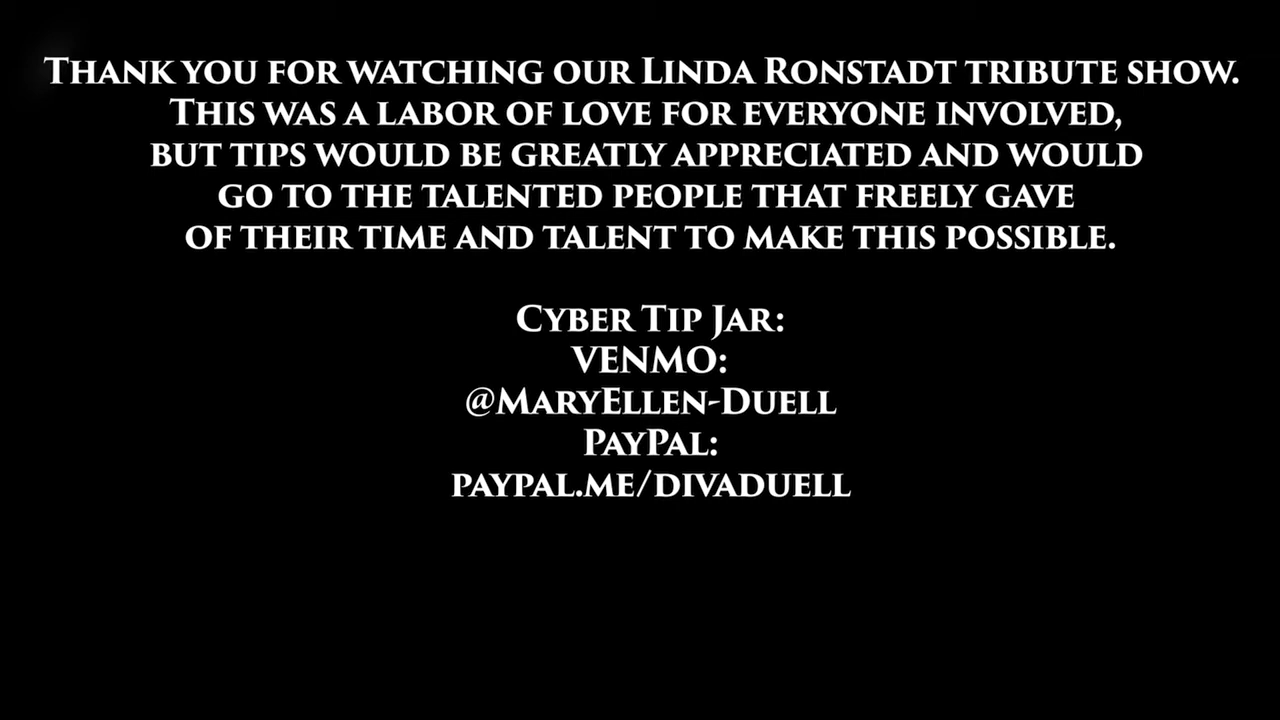 Thank you for watching our Linda Ronstadt tribute show.
This was a labor of love for everyone involved,
but tips would be greatly appreciated and would
go to the talented people that freely gave
of their time and talent to make this possible.
Cyber Tip Jar:
VENMO:
@MaryEllen-Duell
PayPal:
paypal.me/divaduell